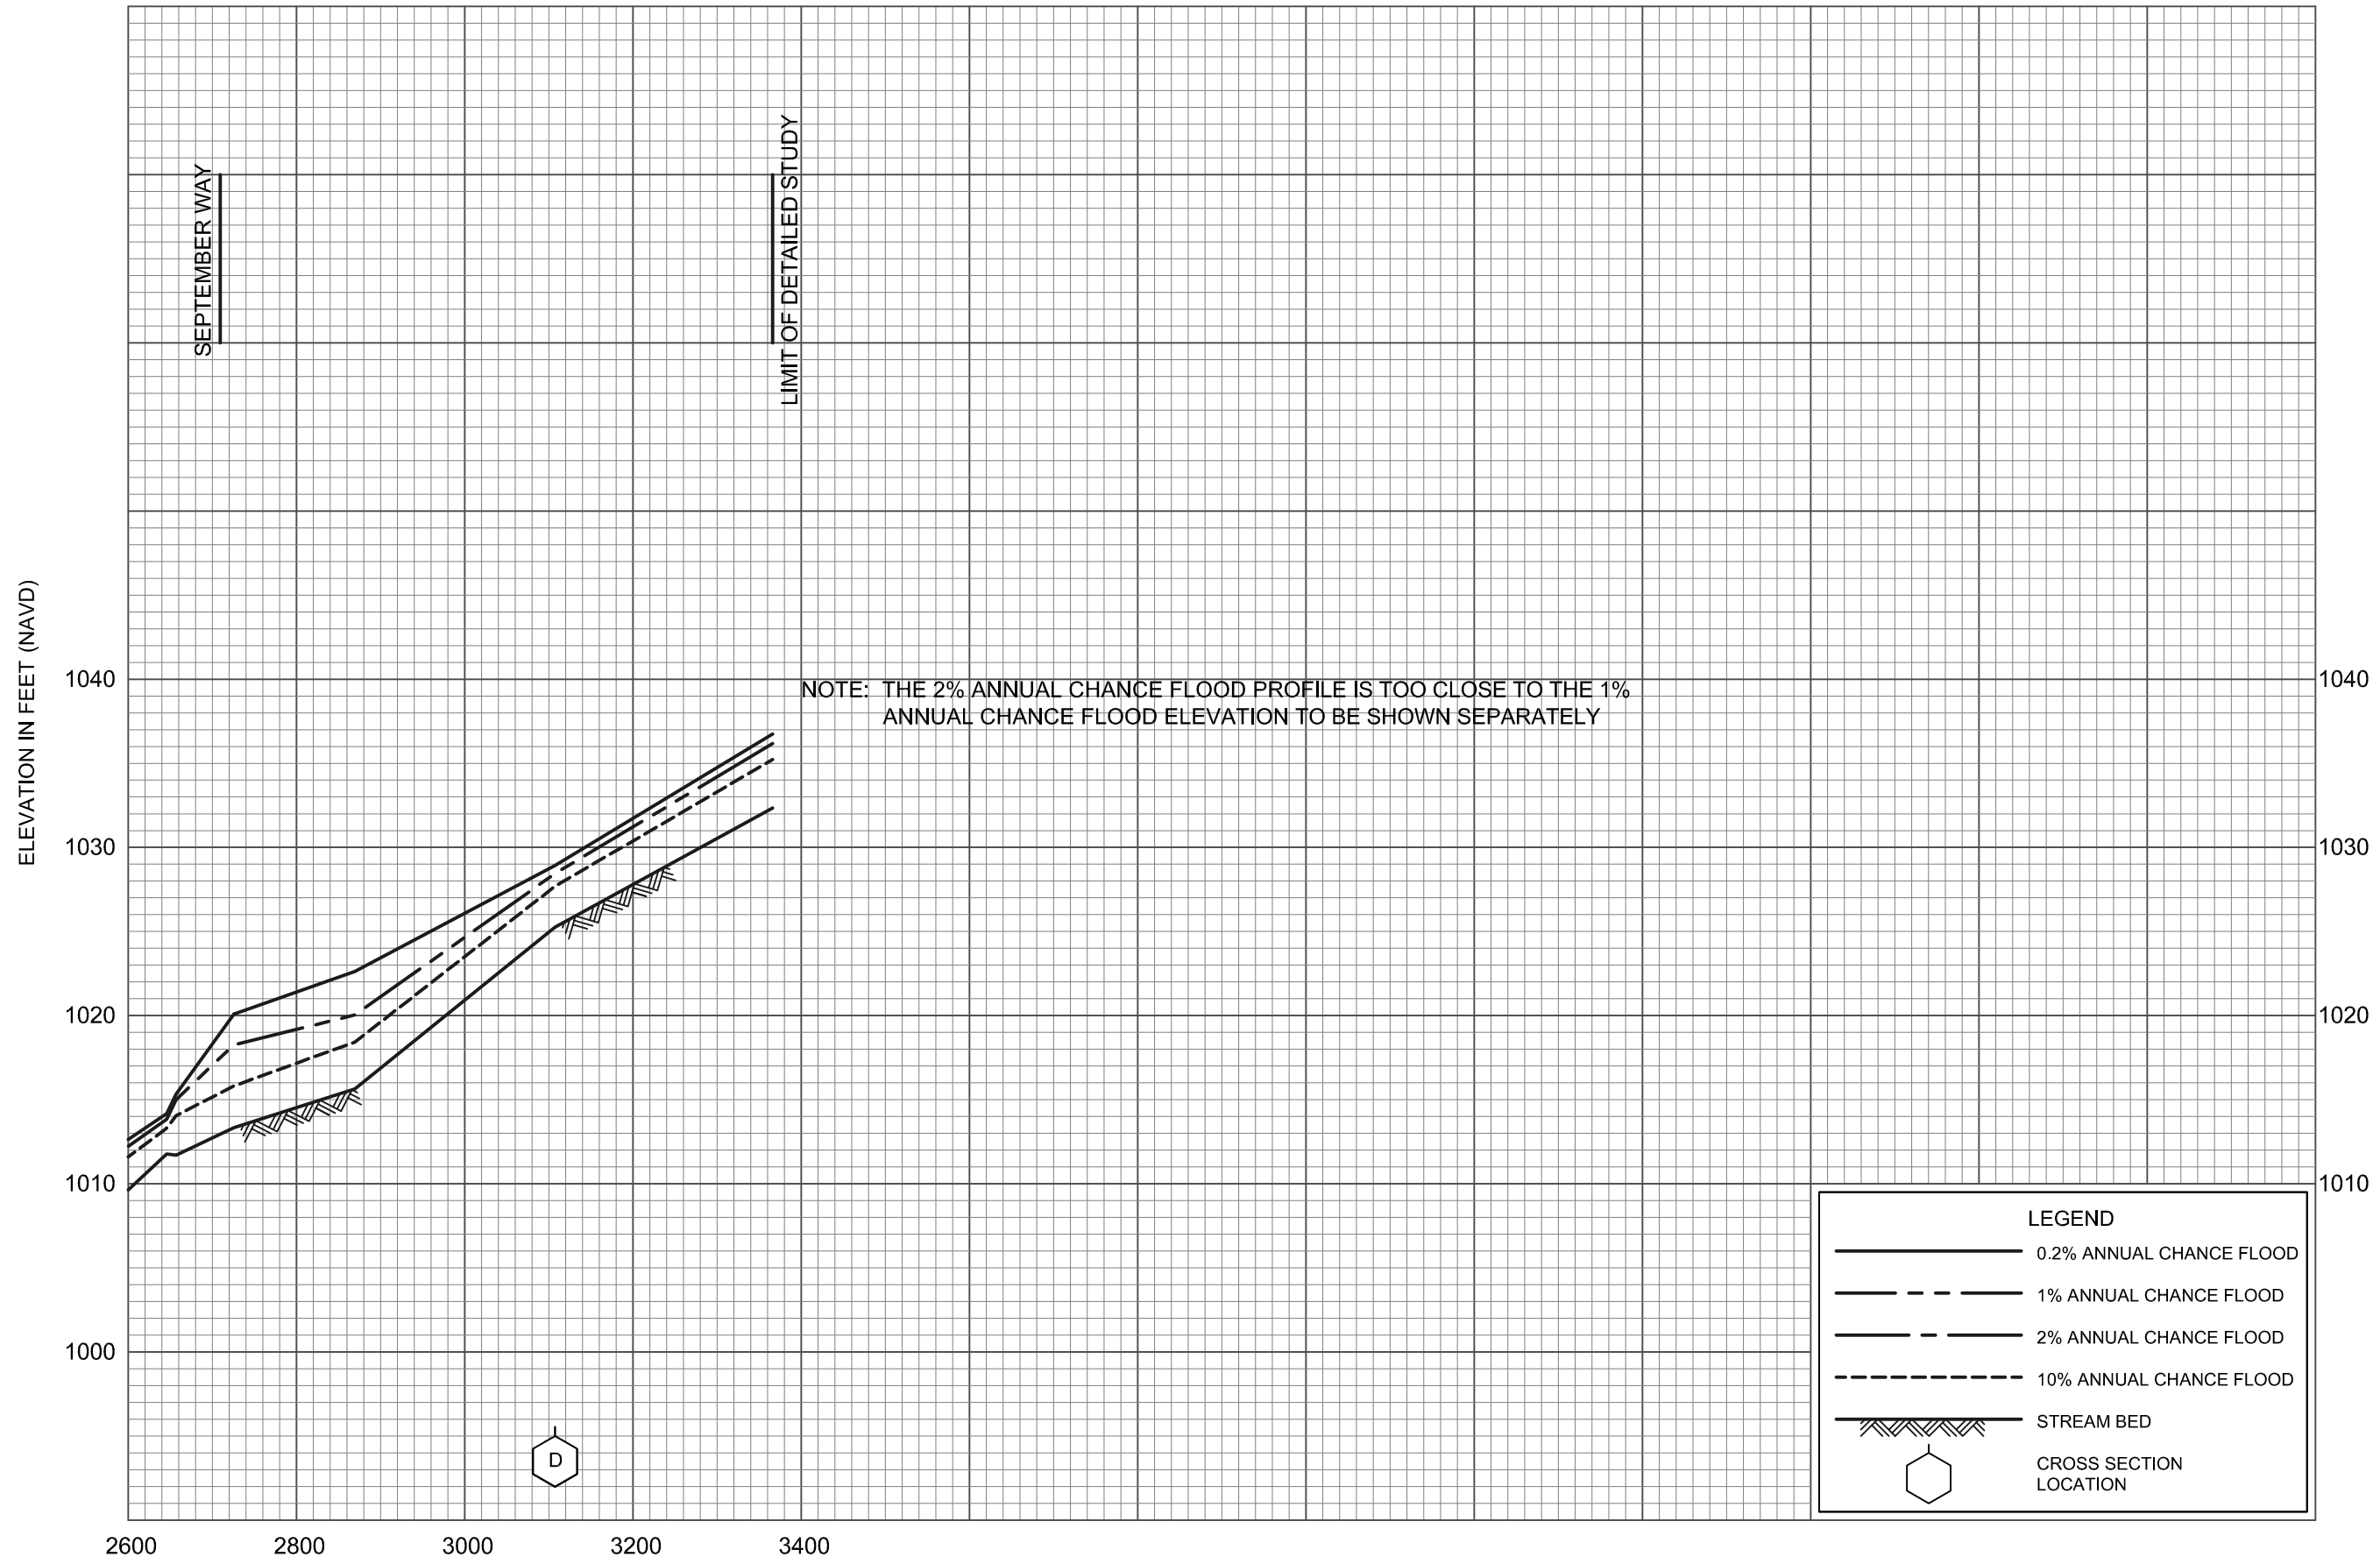 SEPTEMBER WAY
LIMIT OF DETAILED STUDY
ELEVATION IN FEET (NAVD)
1040
1040
NOTE: THE 2% ANNUAL CHANCE FLOOD PROFILE IS TOO CLOSE TO THE 1%
ANNUAL CHANCE FLOOD ELEVATION TO BE SHOWN SEPARATELY
1030
1030
1020
1020
1010
1010
1000
LEGEND
0.2% ANNUAL CHANCE FLOOD
1% ANNUAL CHANCE FLOOD
2% ANNUAL CHANCE FLOOD
10% ANNUAL CHANCE FLOOD
STREAM BED
CROSS SECTION
LOCATION
D
2600
2800
3000
3200
3400